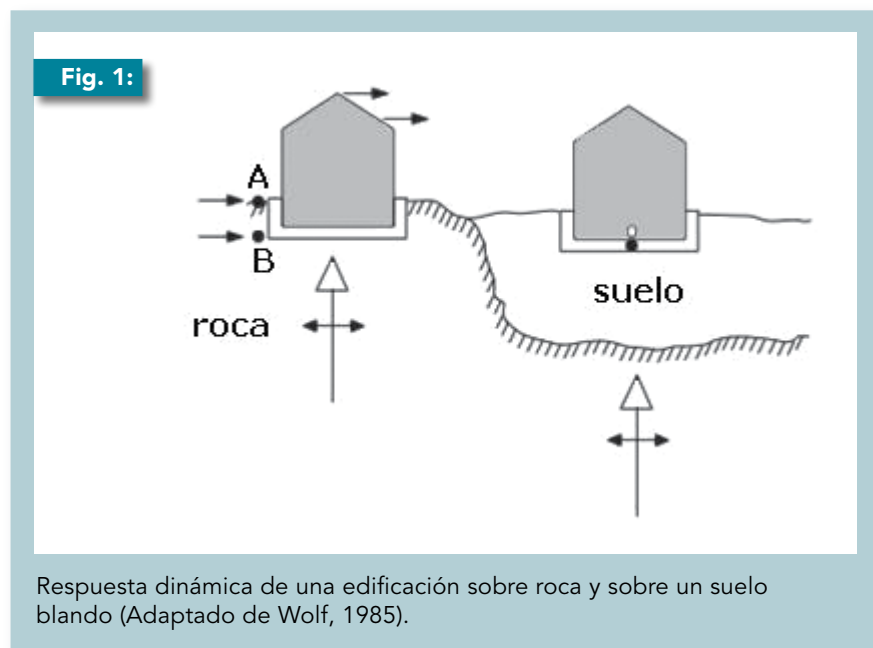 Fig. 1:
A
B
roca
suelo
Respuesta dinámica de una edificación sobre roca y sobre un suelo
blando (Adaptado de Wolf, 1985).